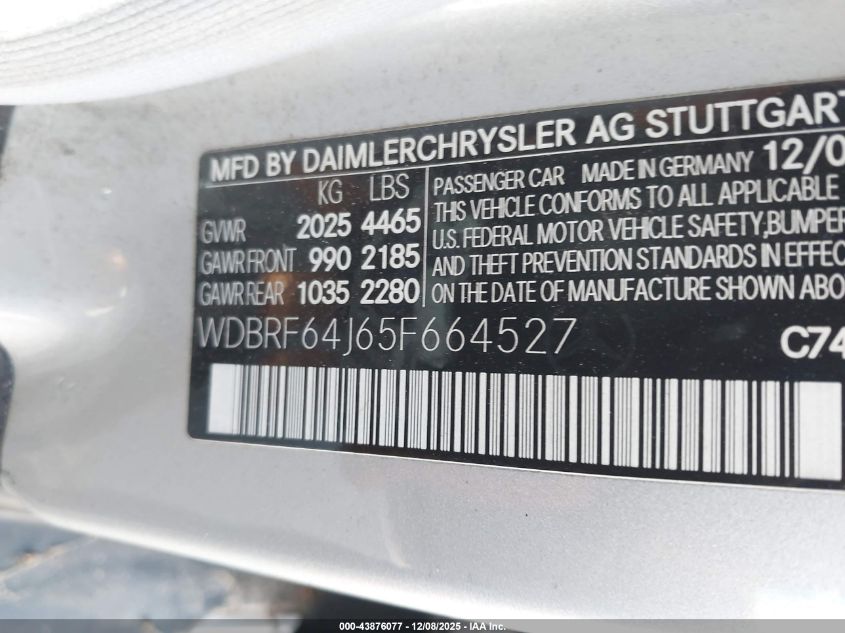 MFD BY DAIMLERCHRYSLER AG STUTTGART
KG LBS
GVWR 2025 4465
GAWR FRONT 990 2185
GAWR REAR 1035 2280
PASSENGER CAR MADE IN GERMANY 12/0
THIS VEHICLE CONFORMS TO ALL APPLICABLE
U.S. FEDERAL MOTOR VEHICLE SAFETY, BUMPER
AND THEFT PREVENTION STANDARDS IN EFFEC
ON THE DATE OF MANUFACTURE SHOWN ABO
WDBRF64J65F664527
C74
000-43876077 - 12/08/2025 - IAA Inc.